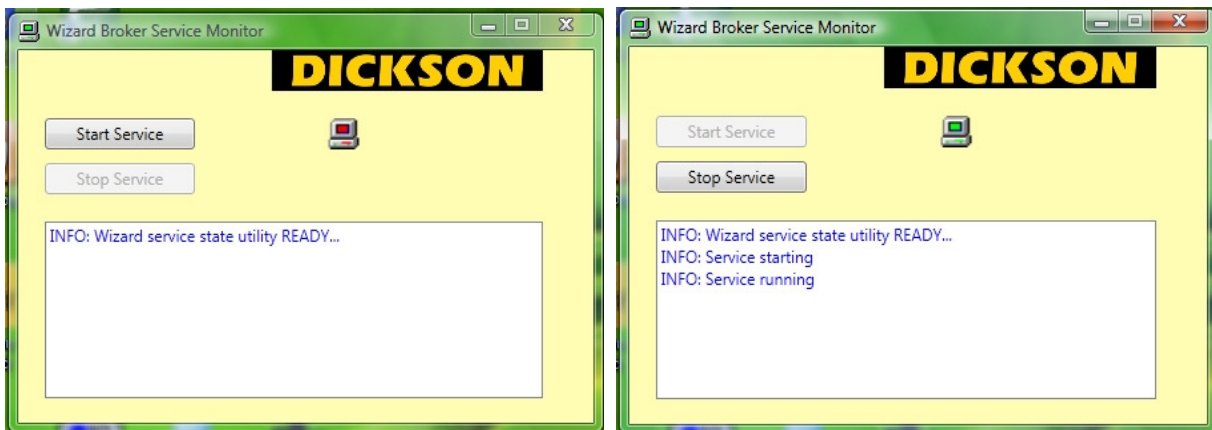 Wizard Broker Service Monitor
DICKSON
Start Service
Stop Service
INFO: Wizard service state utility READY...
Wizard Broker Service Monitor
DICKSON
Start Service
Stop Service
INFO: Wizard service state utility READY...
INFO: Service starting
INFO: Service running